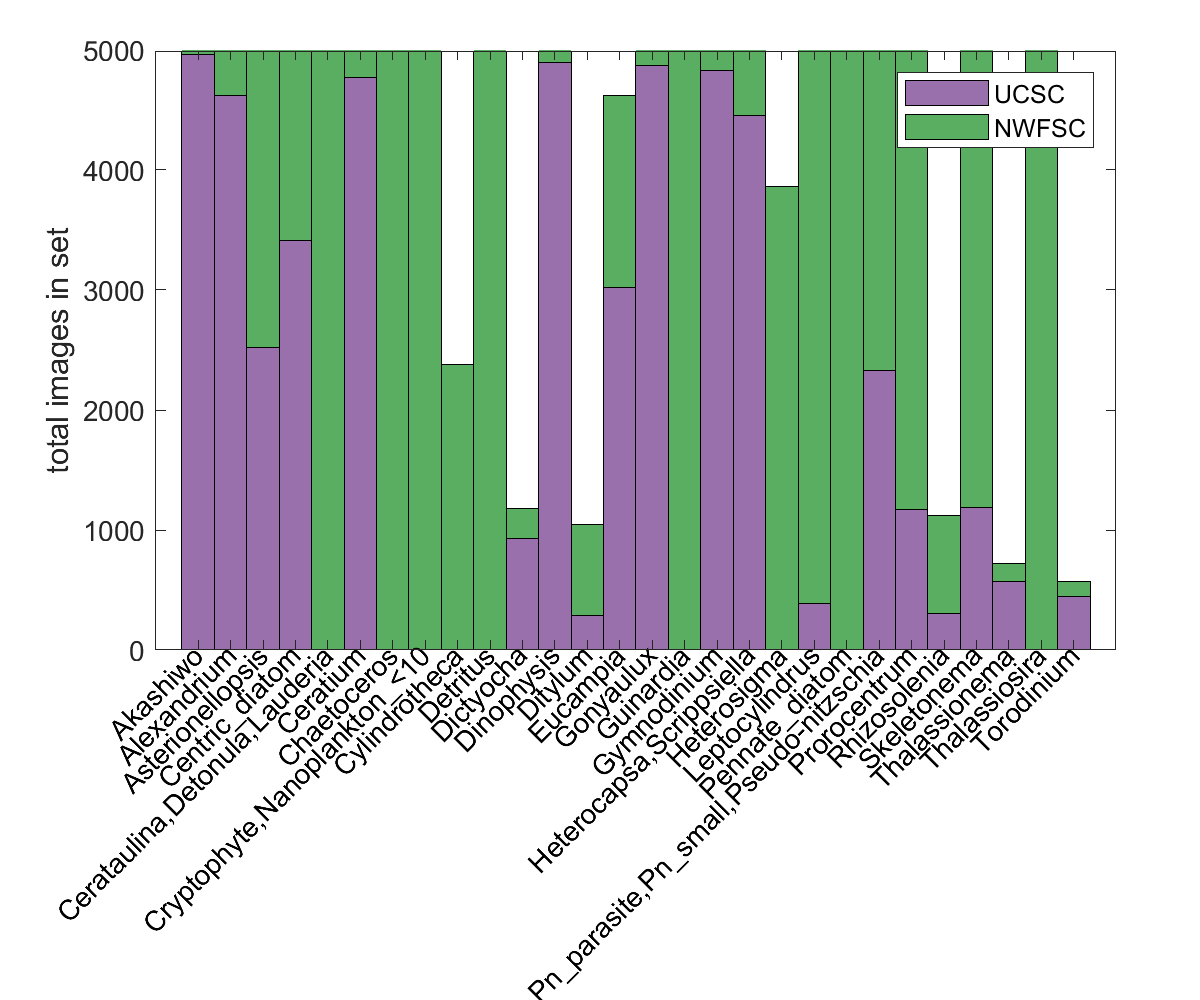 5000
4000
3000
2000
1000
0
total images in set
UCSC
NWFSC
Akashiwo
Alexandrium
Asterionellopsis
Centric_diatom
Cerataulina,Detonula,Lauderia
Ceratium
Chaetoceros
Cryptophyte,Nanoplankton_<10
Cylindrotheca
Detritus
Dictyocha
Dinophysis
Ditylum
Eucampia
Gonyaulux
Guinardia
Gymnodinium
Heterocapsa,Scrippsiella
Heterosigma
Leptocylindrus
Pennate_diatom
Pn_parasite,Pn_small,Pseudo-nitzschia
Prorocentrum
Rhizosolenia
Skeletonema
Thalassionema
Thalassiosira
Torodinium